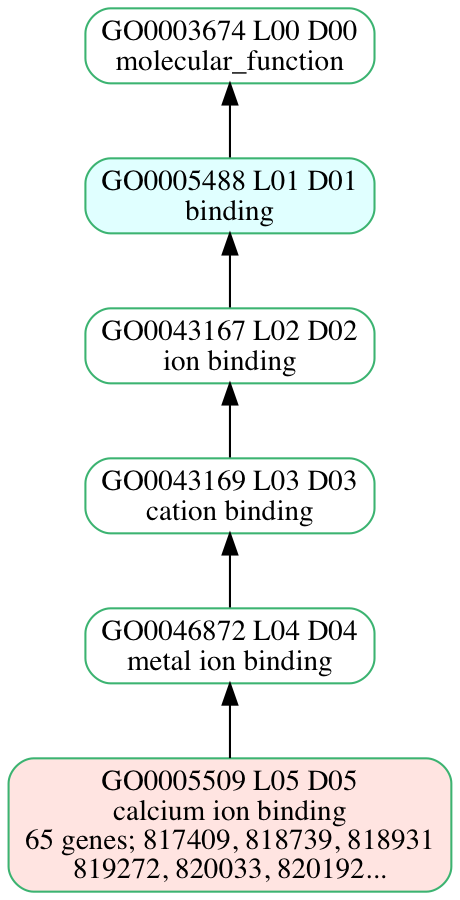 GO0003674 L00 D00
molecular_function
GO0005488 L01 D01
binding
GO0043167 L02 D02
ion binding
GO0043169 L03 D03
cation binding
GO0046872 L04 D04
metal ion binding
GO0005509 L05 D05
calcium ion binding
65 genes; 817409, 818739, 818931
819272, 820033, 820192...